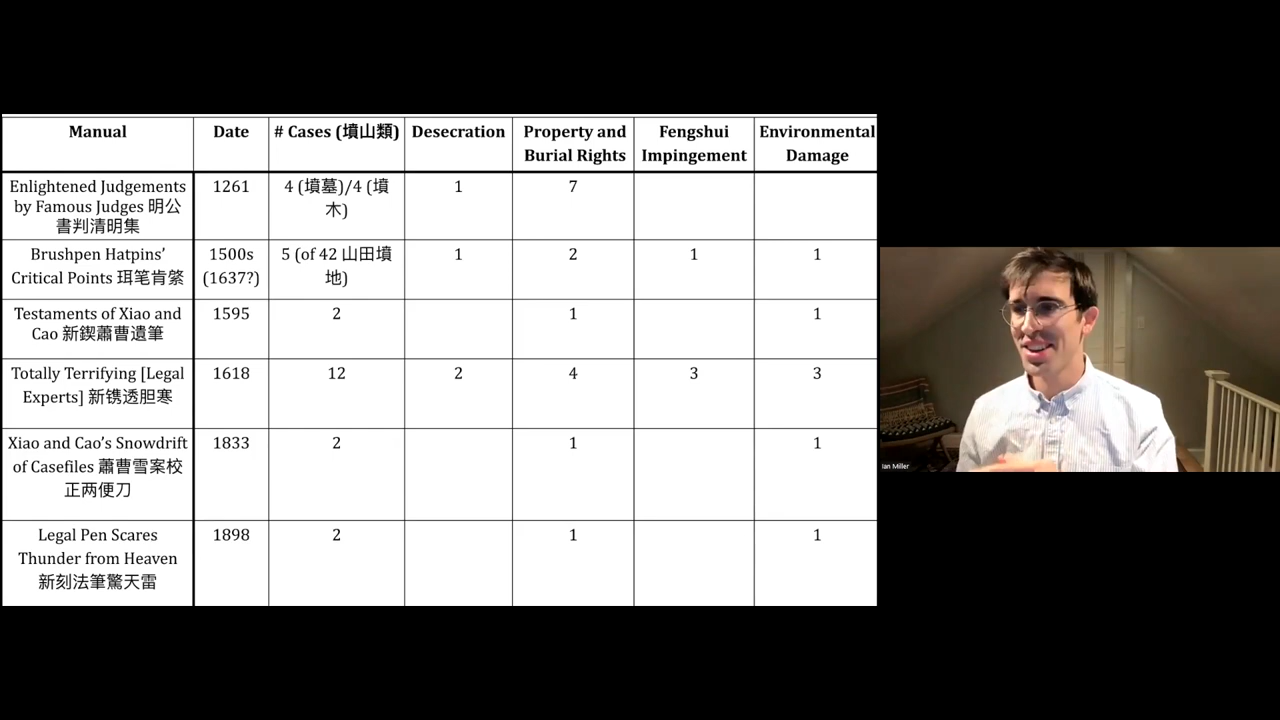 Manual Date # Cases (墳山類) Desecration Property and Burial Rights Fengshui Impingement Environmental Damage
Enlightened Judgements
by Famous Judges 明公
書判清明集
1261
4 (墳墓)/4 (墳
木)
1
7
Brushpen Hatpins’
Critical Points 珥笔肯綮
1500s
(1637?)
5 (of 42 山田墳
地)
1
2
1
1
Testaments of Xiao and
Cao 新鍥蕭曹遺筆
1595
2
1
1
Totally Terrifying [Legal
Experts] 新镌透胆寒
1618
12
2
4
3
3
Xiao and Cao’s Snowdrift
of Casefiles 蕭曹雪案校
正两便刀
1833
2
1
1
Legal Pen Scares
Thunder from Heaven
新刻法筆驚天雷
1898
2
1
1
Ian Miller